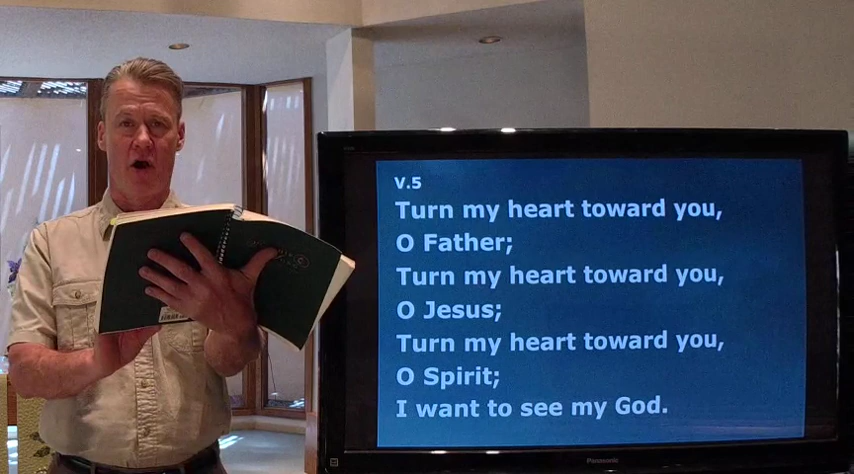 V.5
Turn my heart toward you,
O Father;
Turn my heart toward you,
O Jesus;
Turn my heart toward you,
O Spirit;
I want to see my God.
Panasonic